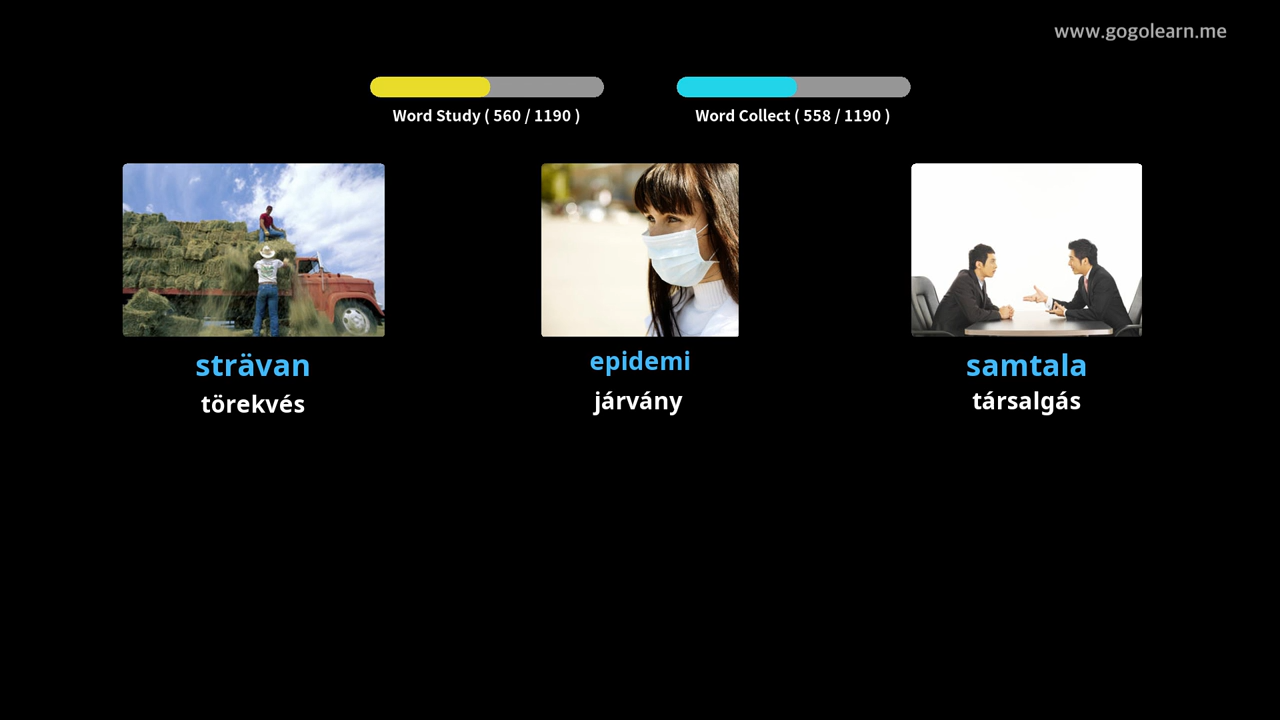 www.gogolearn.me
Word Study ( 560 / 1190 )
Word Collect ( 558 / 1190 )
strävan
törekvés
epidemi
járvány
samtala
társalgás